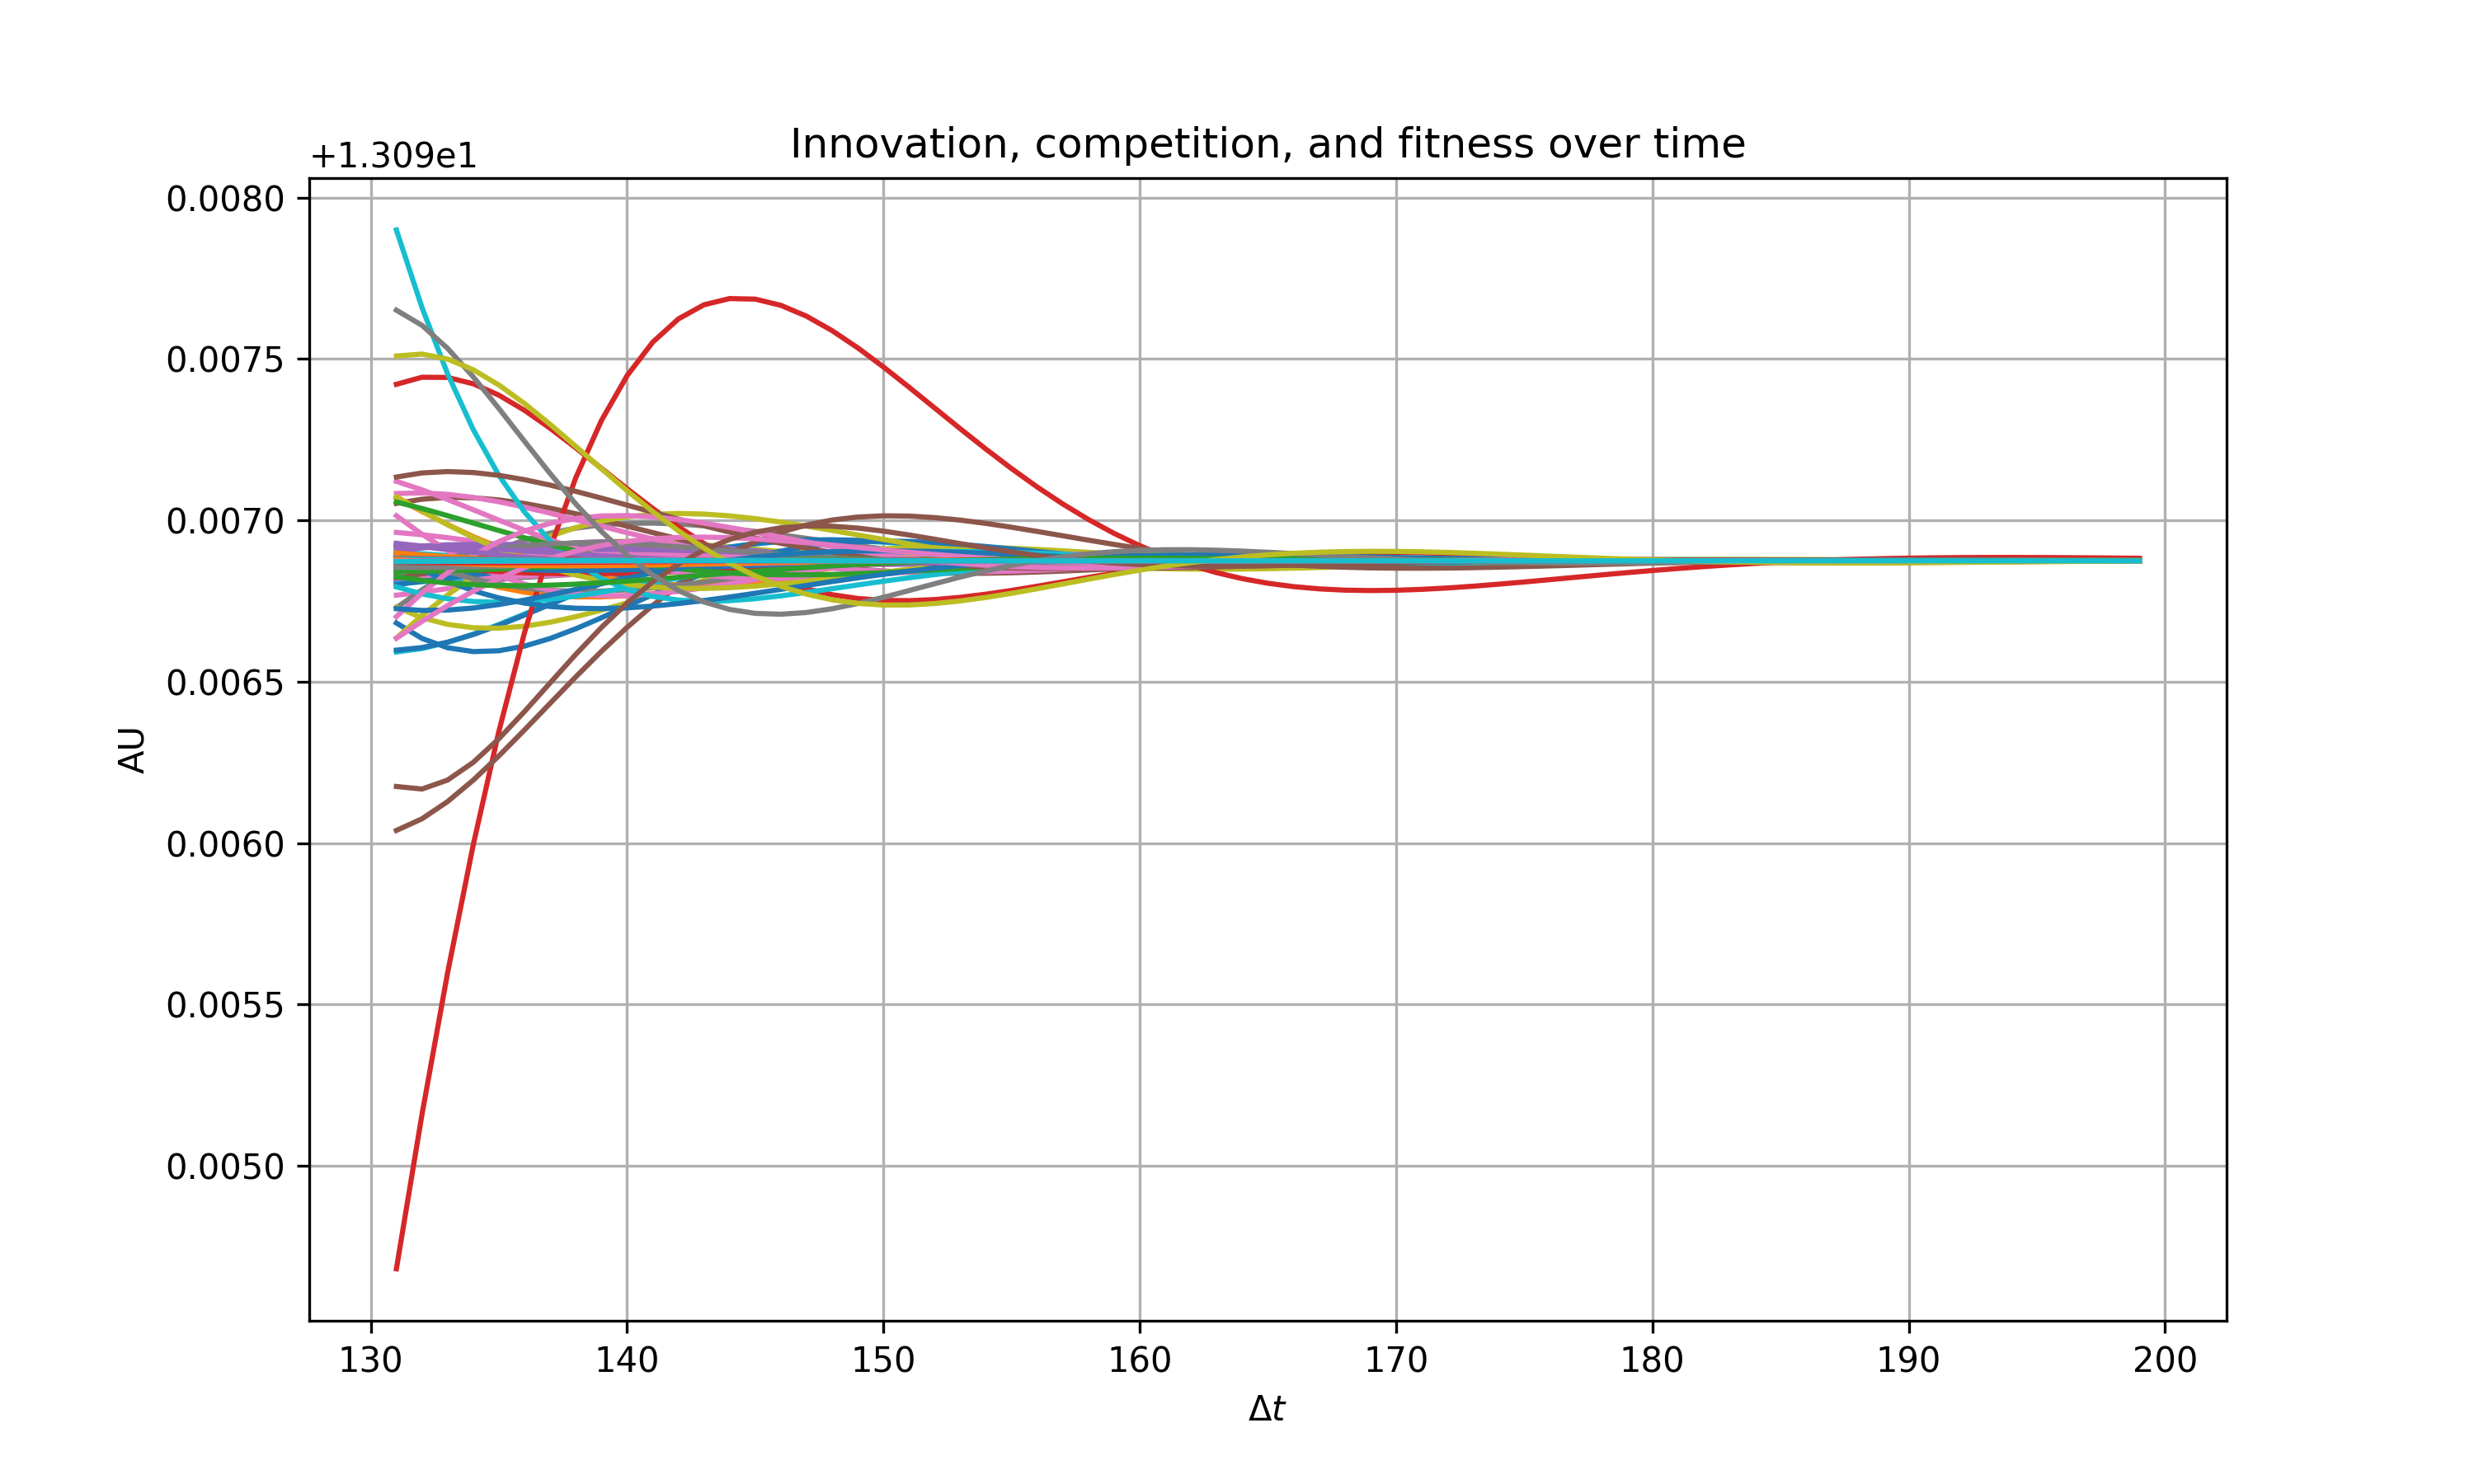 Innovation, competition, and fitness over time
+1.309e1
0.0080
0.0075
0.0070
0.0065
0.0060
0.0055
0.0050
AU
130 140 150 160 170 180 190 200
Δt